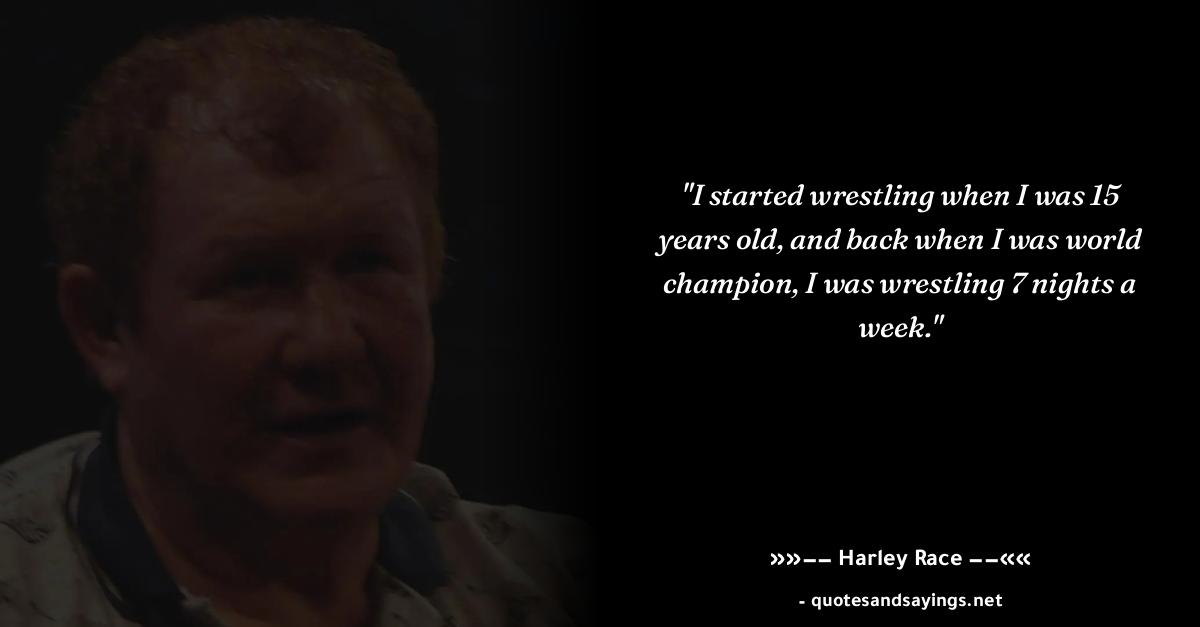 "I started wrestling when I was 15
years old, and back when I was world
champion, I was wrestling 7 nights a
week."
»»–– Harley Race ––««
- quotesandsayings.net